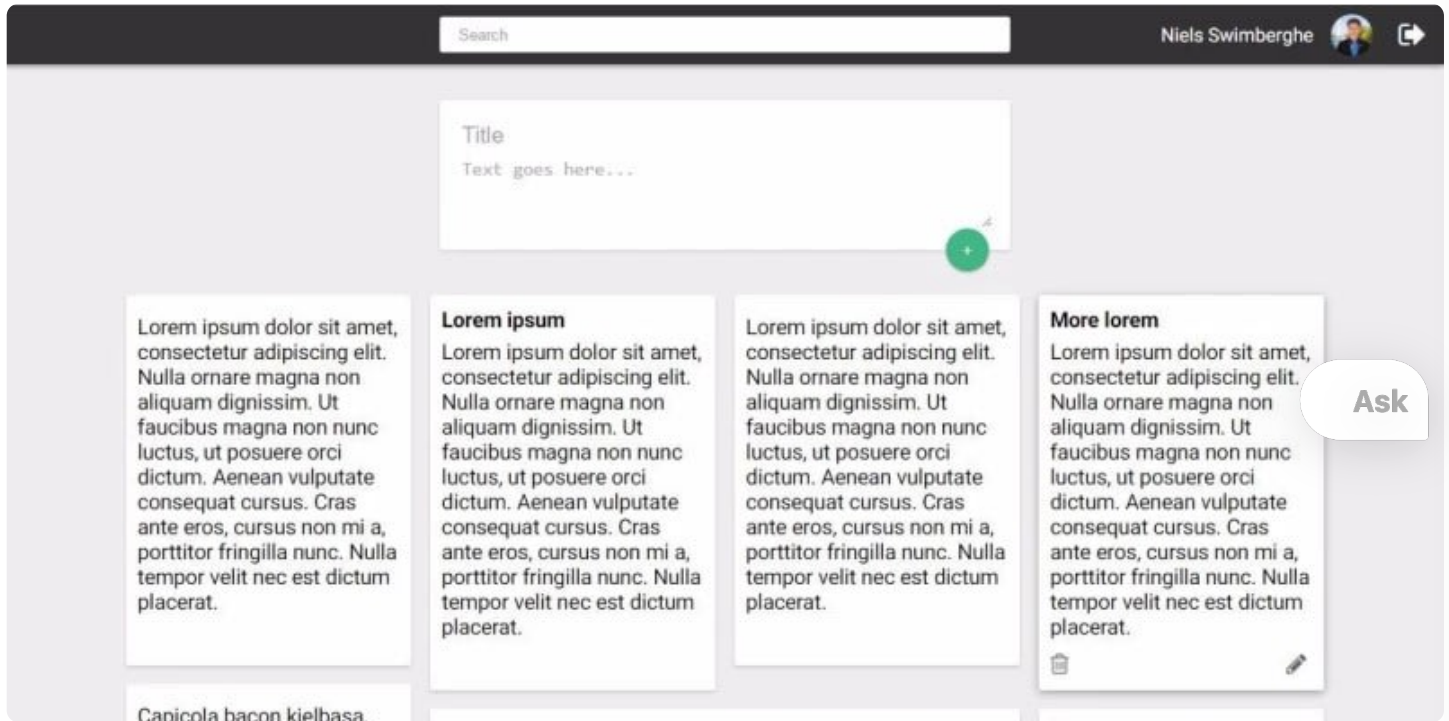 Search
Niels Swimberghe
Title
Text goes here...
+
Lorem ipsum dolor sit amet,
consectetur adipiscing elit.
Nulla ornare magna non
aliquam dignissim. Ut
faucibus magna non nunc
luctus, ut posuere orci
dictum. Aenean vulputate
consequat cursus. Cras
ante eros, cursus non mi a,
porttitor fringilla nunc. Nulla
tempor velit nec est dictum
placerat.
Lorem ipsum
Lorem ipsum dolor sit amet,
consectetur adipiscing elit.
Nulla ornare magna non
aliquam dignissim. Ut
faucibus magna non nunc
luctus, ut posuere orci
dictum. Aenean vulputate
consequat cursus. Cras
ante eros, cursus non mi a,
porttitor fringilla nunc. Nulla
tempor velit nec est dictum
placerat.
Lorem ipsum dolor sit amet,
consectetur adipiscing elit.
Nulla ornare magna non
aliquam dignissim. Ut
faucibus magna non nunc
luctus, ut posuere orci
dictum. Aenean vulputate
consequat cursus. Cras
ante eros, cursus non mi a,
porttitor fringilla nunc. Nulla
tempor velit nec est dictum
placerat.
More lorem
Lorem ipsum dolor sit amet,
consectetur adipiscing elit.
Nulla ornare magna non
aliquam dignissim. Ut
faucibus magna non nunc
luctus, ut posuere orci
dictum. Aenean vulputate
consequat cursus. Cras
ante eros, cursus non mi a,
porttitor fringilla nunc. Nulla
tempor velit nec est dictum
placerat.
Ask
Capicola bacon kielbasa,